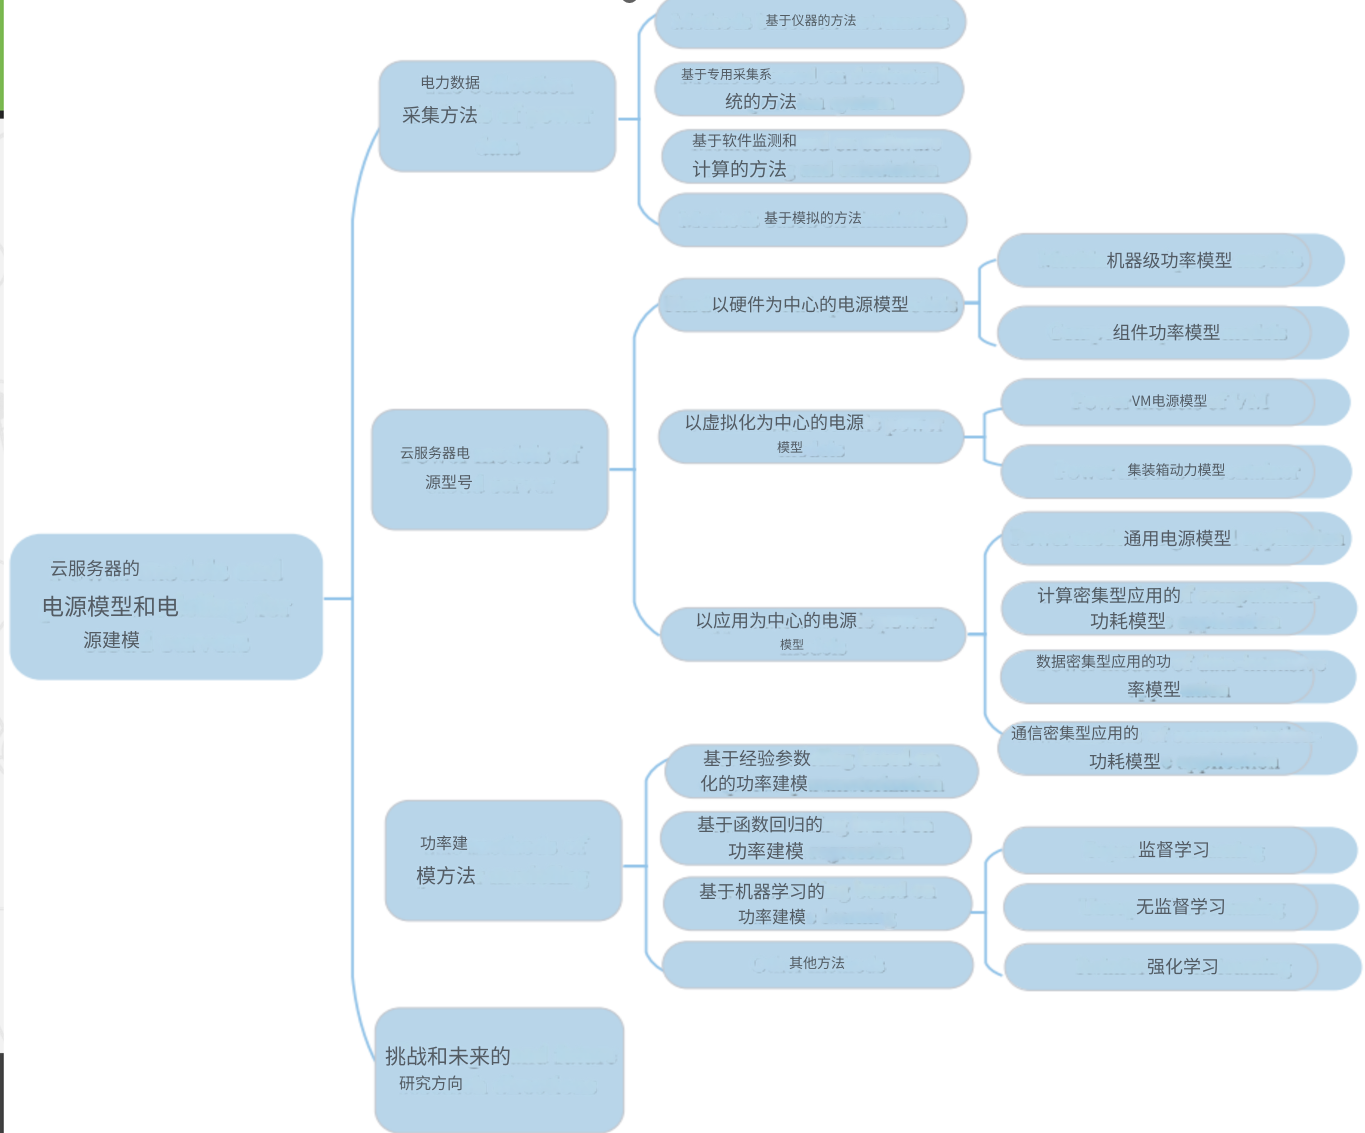 基于仪器的方法
电力数据
采集方法
基于专用采集系
统的方法
基于软件监测和
计算的方法
基于模拟的方法
以硬件为中心的电源模型
机器级功率模型
组件功率模型
云服务器电
源型号
以虚拟化为中心的电源
模型
VM电源模型
集装箱动力模型
以应用为中心的电源
模型
通用电源模型
计算密集型应用的
功耗模型
数据密集型应用的功
率模型
通信密集型应用的
功耗模型
云服务器的
电源模型和电
源建模
功率建
模方法
基于经验参数
化的功率建模
基于函数回归的
功率建模
基于机器学习的
功率建模
监督学习
无监督学习
强化学习
其他方法
挑战和未来的
研究方向